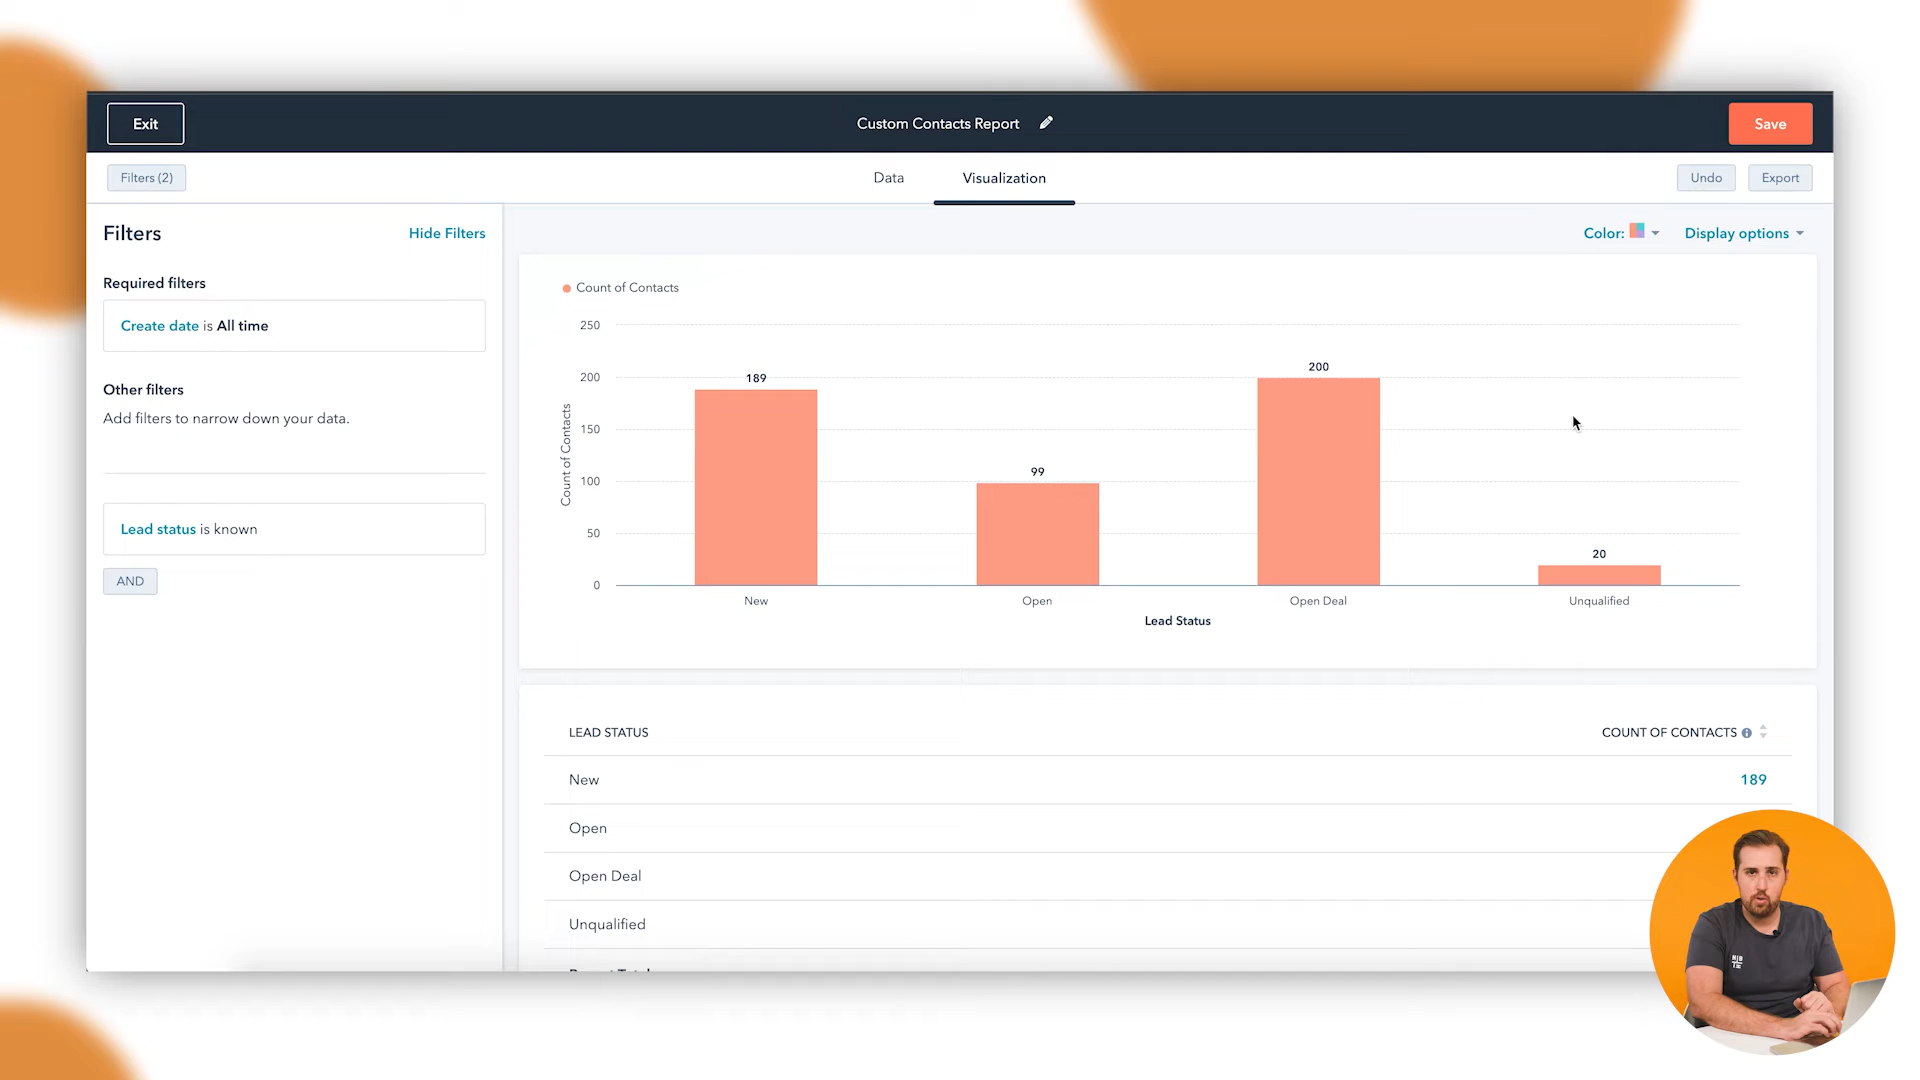 Exit
Custom Contacts Report
Save
Filters (2)
Data
Visualization
Undo
Export
Filters
Hide Filters
Color:
Display options
Required filters
Create date is All time
Other filters
Add filters to narrow down your data.
Lead status is known
AND
Count of Contacts
250
200
150
100
50
0
Count of Contacts
189
99
200
20
New
Open
Open Deal
Unqualified
Lead Status
LEAD STATUS
COUNT OF CONTACTS
New
189
Open
Open Deal
Unqualified